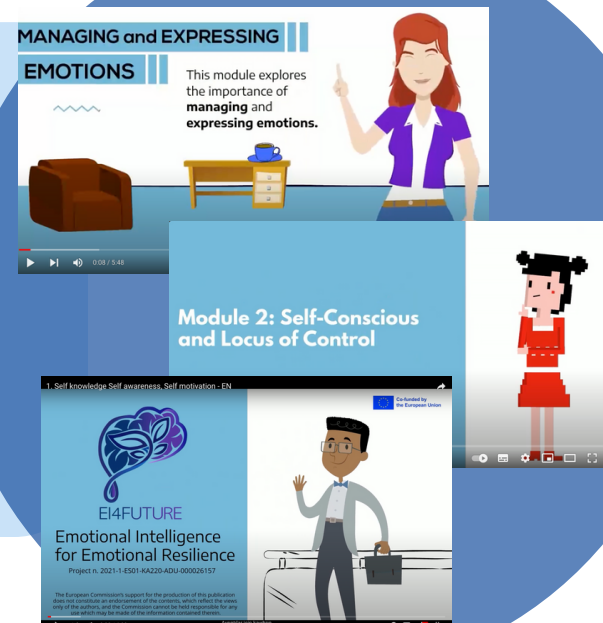 MANAGING and EXPRESSING
EMOTIONS
This module explores
the importance of
managing and
expressing emotions.
0:08 / 5:48
Module 2: Self-Conscious
and Locus of Control
1. Self knowledge Self awareness, Self motivation - EN
Co-funded by
the European Union
EI4FUTURE
Emotional Intelligence
for Emotional Resilience
Project n. 2021-1-ES01-KA220-ADU-000026157
The European Commission's support for the production of this publication
does not constitute an endorsement of the contents, which reflect the views
only of the authors, and the Commission cannot be held responsible for any
use which may be made of the information contained therein.